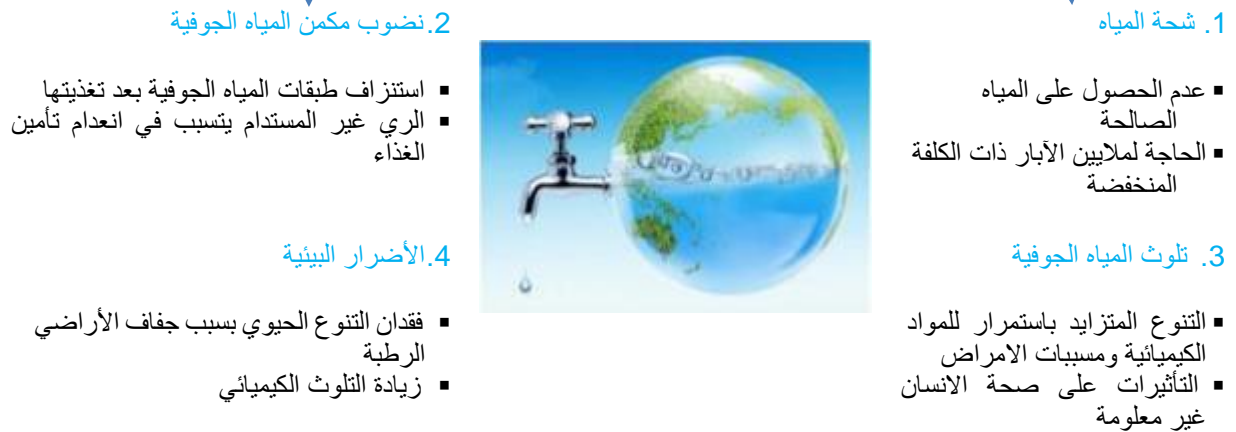 1. شحة المياه
▪ عدم الحصول على المياه
الصالحة
▪ الحاجة لملايين الآبار ذات الكلفة
المنخفضة
2.نضوب مكمن المياه الجوفية
▪ استنزاف طبقات المياه الجوفية بعد تغذيتها
▪ الري غير المستدام يتسبب في انعدام تأمين
الغذاء
3. تلوث المياه الجوفية
▪ التنوع المتزايد باستمرار للمواد
الكيميائية ومسببات الامراض
▪ التأثيرات على صحة الانسان
غير معلومة
4.الأضرار البيئية
▪ فقدان التنوع الحيوي بسبب جفاف الأراضي
الرطبة
▪ زيادة التلوث الكيميائي